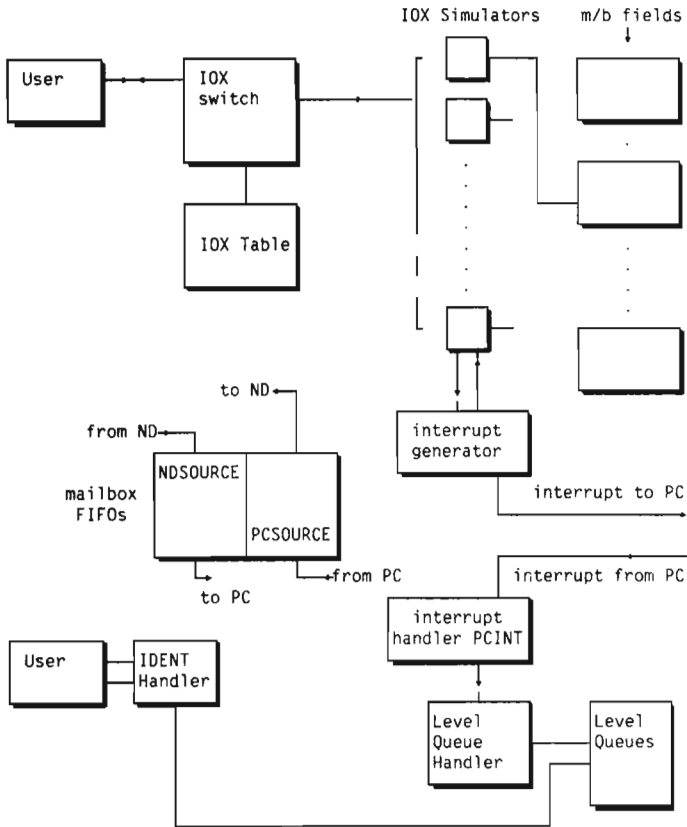 IOX Simulators
m/b fields
User
IOX
switch
IOX Table
to ND
from ND
interrupt
generator
NDSOURCE
mailbox
FIFOs
interrupt to PC
PCSOURCE
from PC
interrupt from PC
to PC
interrupt
handler PCINT
User
IDENT
Handler
Level
Queue
Handler
Level
Queues